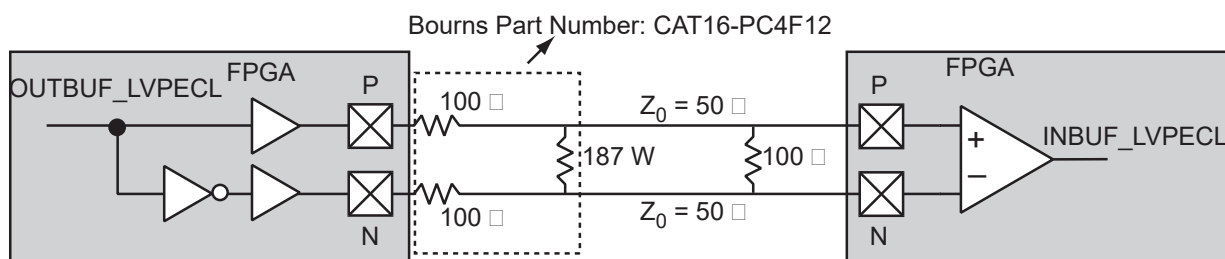 Bourns Part Number: CAT16-PC4F12
OUTBUF_LVPECL
FPGA
P
100 □
Z0 = 50 □
FPGA
P
187 W
100 □
+
−
INBUF_LVPECL
N
100 □
Z0 = 50 □
N